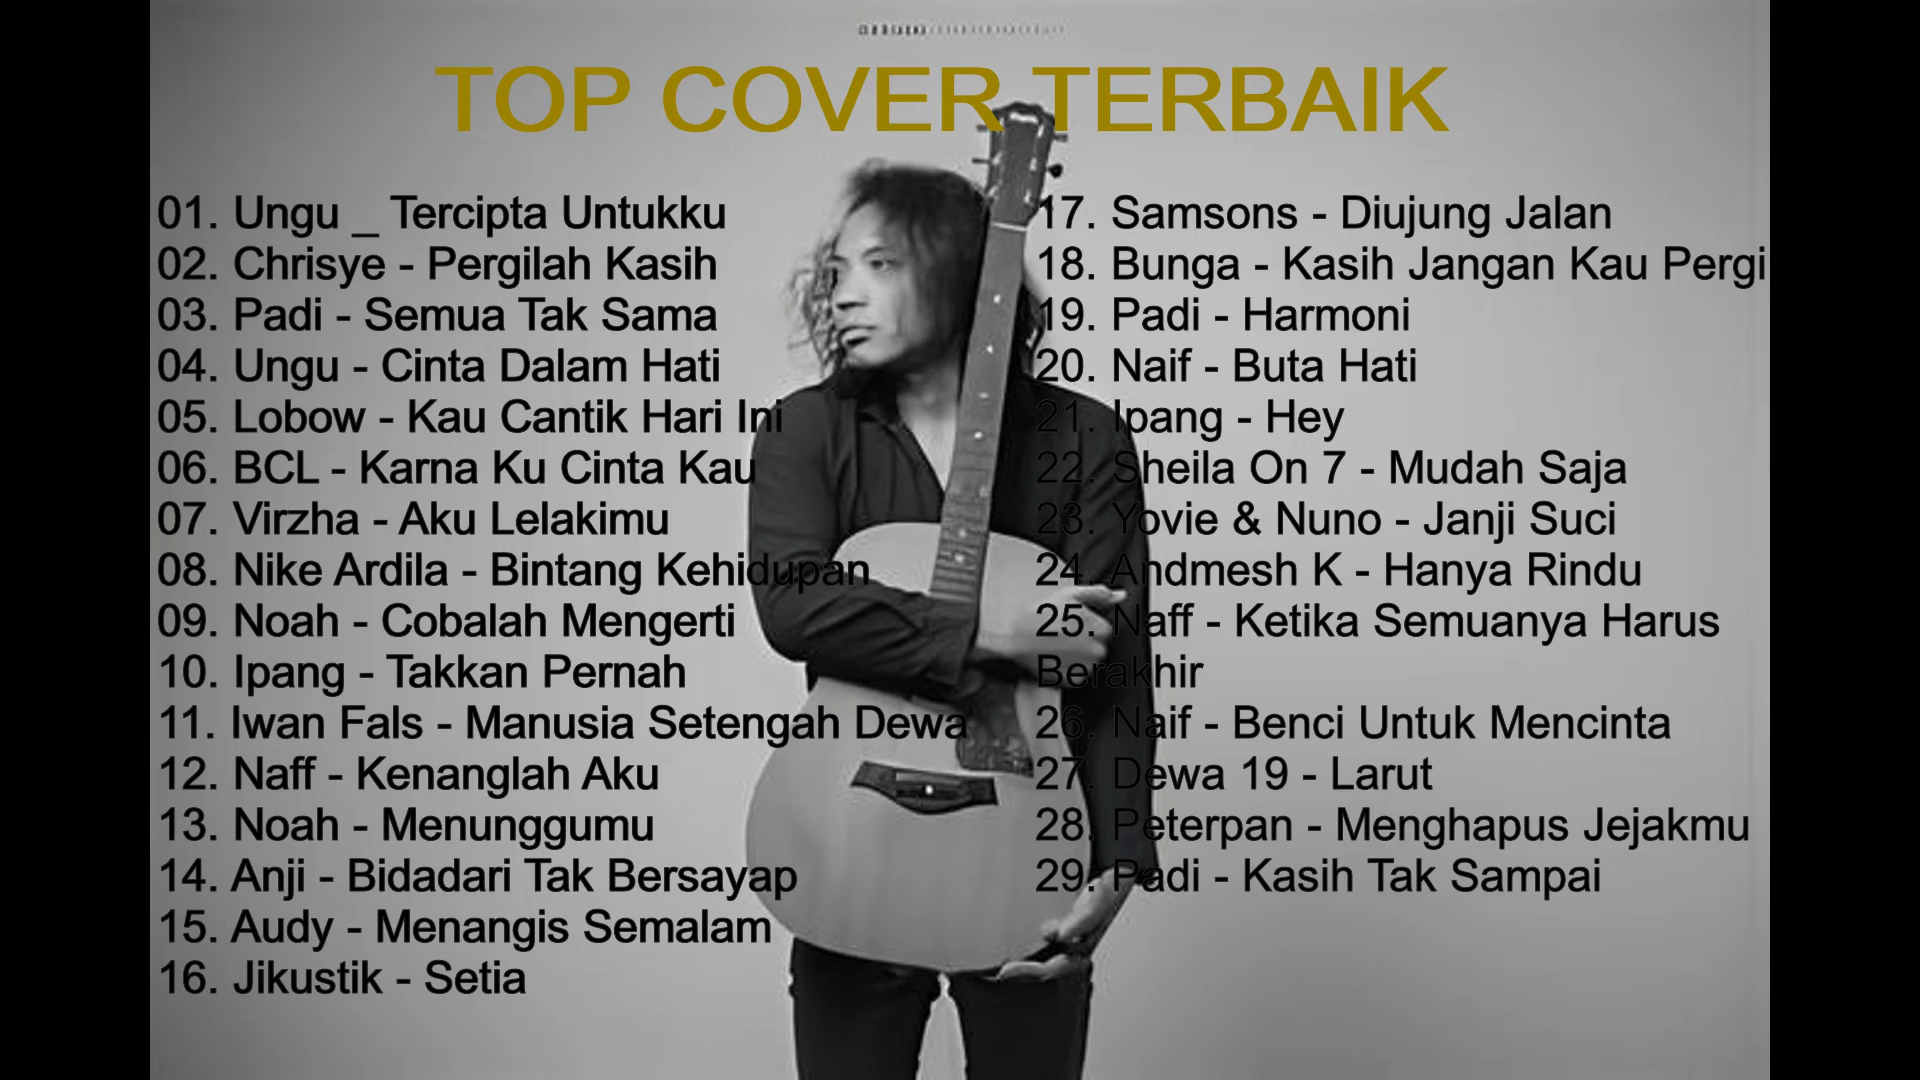 TOP COVER TERBAIK
01. Ungu _ Tercipta Untukku
02. Chrisye - Pergilah Kasih
03. Padi - Semua Tak Sama
04. Ungu - Cinta Dalam Hati
05. Lobow - Kau Cantik Hari Ini
06. BCL - Karna Ku Cinta Kau
07. Virzha - Aku Lelakimu
08. Nike Ardila - Bintang Kehidupan
09. Noah - Cobalah Mengerti
10. Ipang - Takkan Pernah
11. Iwan Fals - Manusia Setengah Dewa
12. Naff - Kenanglah Aku
13. Noah - Menunggumu
14. Anji - Bidadari Tak Bersayap
15. Audy - Menangis Semalam
16. Jikustik - Setia
17. Samsons - Diujung Jalan
18. Bunga - Kasih Jangan Kau Pergi
19. Padi - Harmoni
20. Naif - Buta Hati
21. Ipang - Hey
22. Sheila On 7 - Mudah Saja
23. Yovie & Nuno - Janji Suci
24. Andmesh K - Hanya Rindu
25. Naff - Ketika Semuanya Harus
Berakhir
26. Naif - Benci Untuk Mencinta
27. Dewa 19 - Larut
28. Peterpan - Menghapus Jejakmu
29. Padi - Kasih Tak Sampai